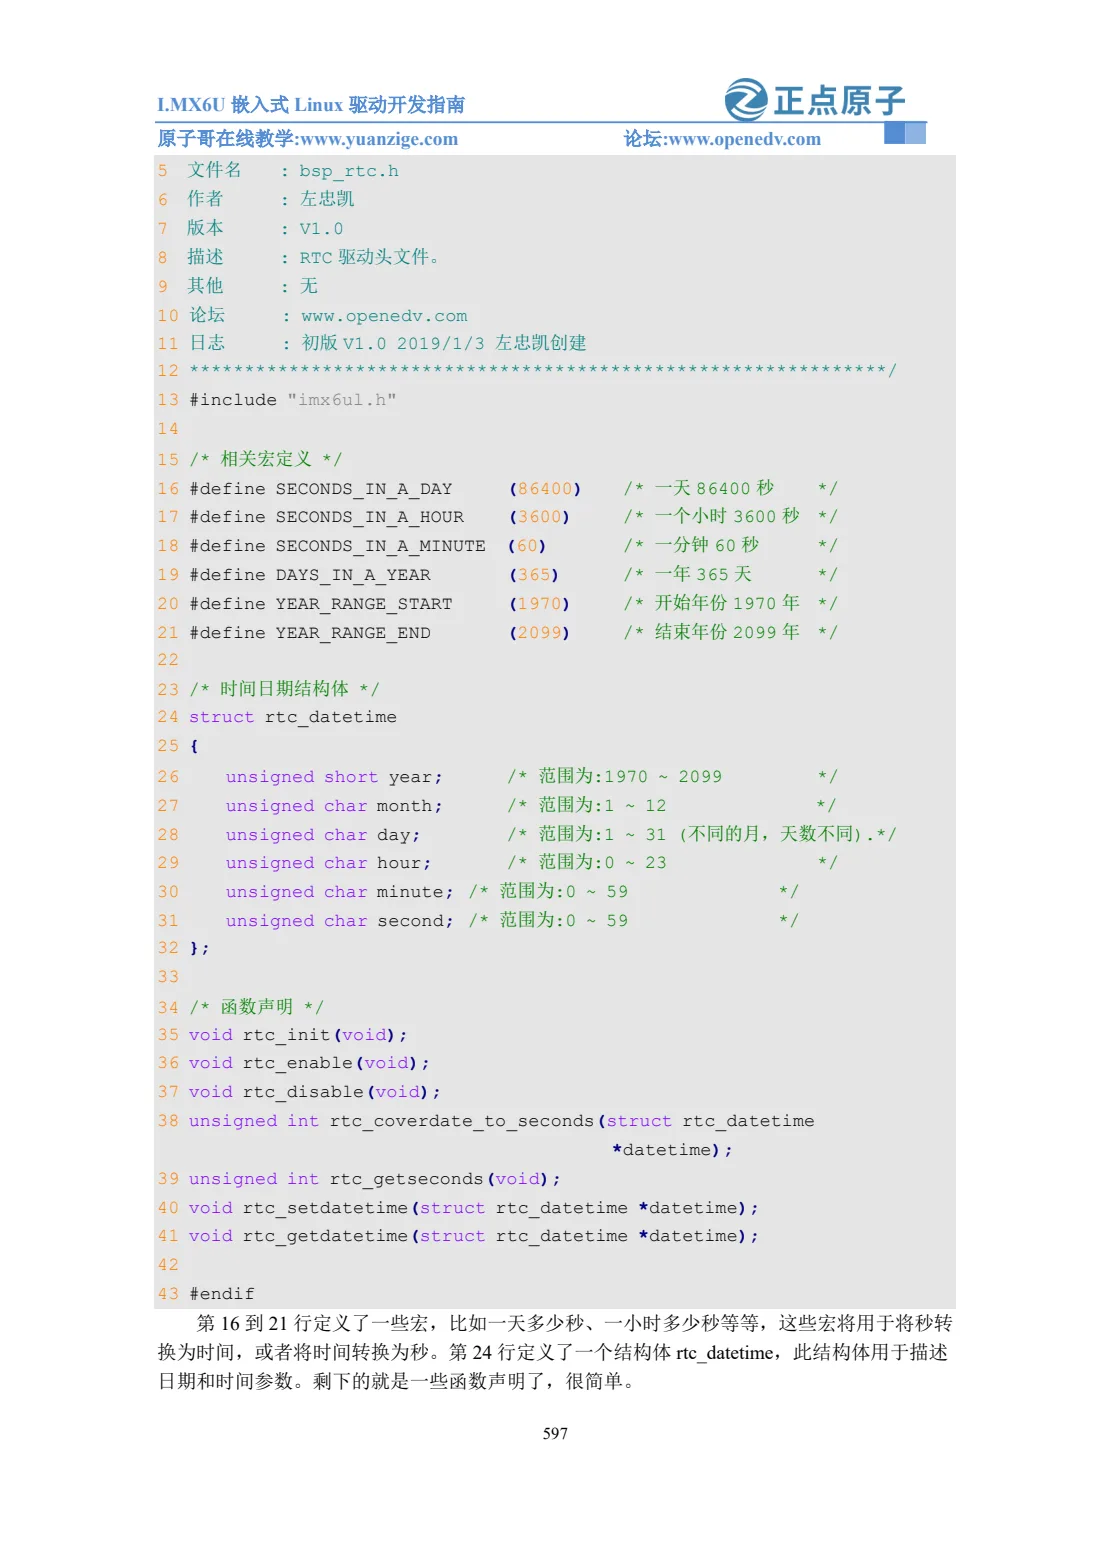 I.MX6U 嵌入式 Linux 驱动开发指南
正点原子
原子哥在线教学:www.yuanzige.com 论坛:www.openedv.com
5 文件名 : bsp_rtc.h
6 作者 : 左忠凯
7 版本 : V1.0
8 描述 : RTC 驱动头文件。
9 其他 : 无
10 论坛 : www.openedv.com
11 日志 : 初版 V1.0 2019/1/3 左忠凯创建
12 ***************************************************************/
13 #include "imx6ul.h"
14
15 /* 相关宏定义 */
16 #define SECONDS_IN_A_DAY (86400) /* 一天 86400 秒 */
17 #define SECONDS_IN_A_HOUR (3600) /* 一个小时 3600 秒 */
18 #define SECONDS_IN_A_MINUTE (60) /* 一分钟 60 秒 */
19 #define DAYS_IN_A_YEAR (365) /* 一年 365 天 */
20 #define YEAR_RANGE_START (1970) /* 开始年份 1970 年 */
21 #define YEAR_RANGE_END (2099) /* 结束年份 2099 年 */
22
23 /* 时间日期结构体 */
24 struct rtc_datetime
25 {
26 unsigned short year; /* 范围为:1970 ~ 2099 */
27 unsigned char month; /* 范围为:1 ~ 12 */
28 unsigned char day; /* 范围为:1 ~ 31 (不同的月，天数不同).*/
29 unsigned char hour; /* 范围为:0 ~ 23 */
30 unsigned char minute; /* 范围为:0 ~ 59 */
31 unsigned char second; /* 范围为:0 ~ 59 */
32 };
33
34 /* 函数声明 */
35 void rtc_init(void);
36 void rtc_enable(void);
37 void rtc_disable(void);
38 unsigned int rtc_coverdate_to_seconds(struct rtc_datetime
*datetime);
39 unsigned int rtc_getseconds(void);
40 void rtc_setdatetime(struct rtc_datetime *datetime);
41 void rtc_getdatetime(struct rtc_datetime *datetime);
42
43 #endif
第 16 到 21 行定义了一些宏，比如一天多少秒、一小时多少秒等等，这些宏将用于将秒转
换为时间，或者将时间转换为秒。第 24 行定义了一个结构体 rtc_datetime，此结构体用于描述
日期和时间参数。剩下的就是一些函数声明了，很简单。
597